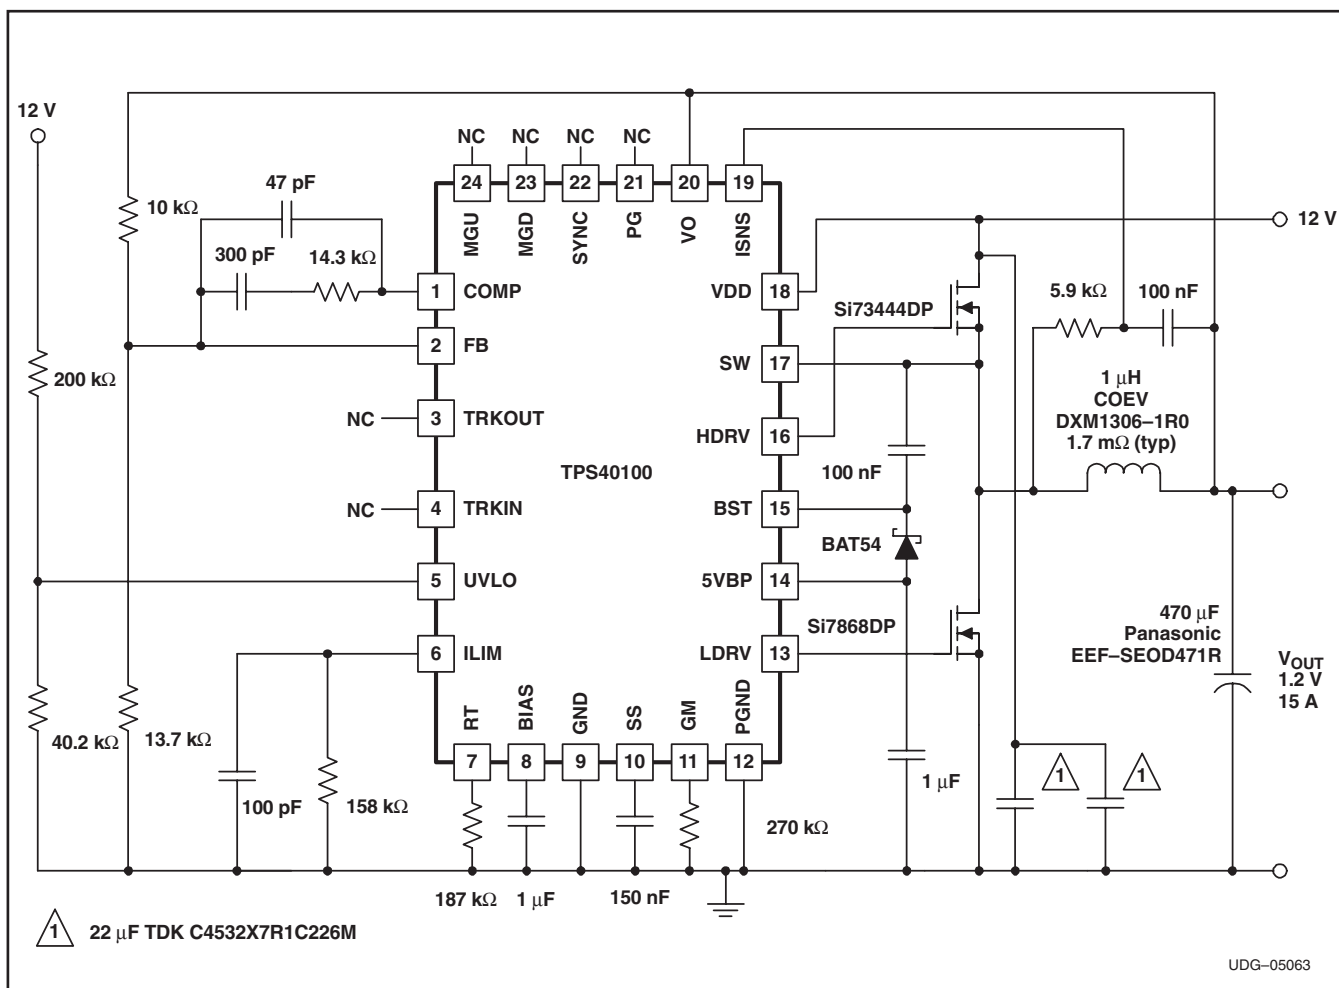 12 V
NC
NC
NC
NC
24
23
22
21
20
19
MGU
MGD
SYNC
PG
VO
ISNS
47 pF
10 kΩ
300 pF
14.3 kΩ
1
COMP
2
FB
200 kΩ
NC
3
TRKOUT
TPS40100
NC
4
TRKIN
5
UVLO
6
ILIM
VDD
18
SW
17
HDRV
16
BST
15
5VBP
14
LDRV
13
12 V
Si73444DP
5.9 kΩ
100 nF
1 μH
COEV
DXM1306–1R0
1.7 mΩ (typ)
100 nF
BAT54
Si7868DP
470 μF
Panasonic
EEF–SEOD471R
VOUT
1.2 V
15 A
RT
BIAS
GND
SS
GM
PGND
7
8
9
10
11
12
40.2 kΩ
13.7 kΩ
100 pF
158 kΩ
187 kΩ
1 μF
150 nF
270 kΩ
1 μF
1
1
1
22 μF TDK C4532X7R1C226M
UDG–05063